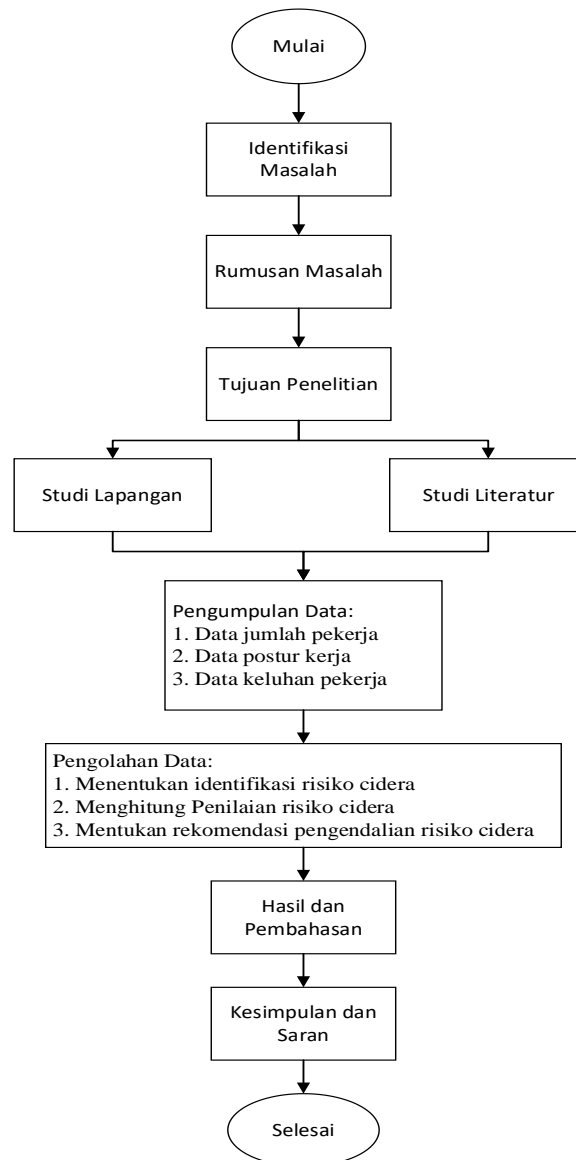 Mulai
Identifikasi
Masalah
Rumusan Masalah
Tujuan Penelitian
Studi Lapangan
Studi Literatur
Pengumpulan Data:
1. Data jumlah pekerja
2. Data postur kerja
3. Data keluhan pekerja
Pengolahan Data:
1. Menentukan identifikasi risiko cidera
2. Menghitung Penilaian risiko cidera
3. Mentukan rekomendasi pengendalian risiko cidera
Hasil dan
Pembahasan
Kesimpulan dan
Saran
Selesai